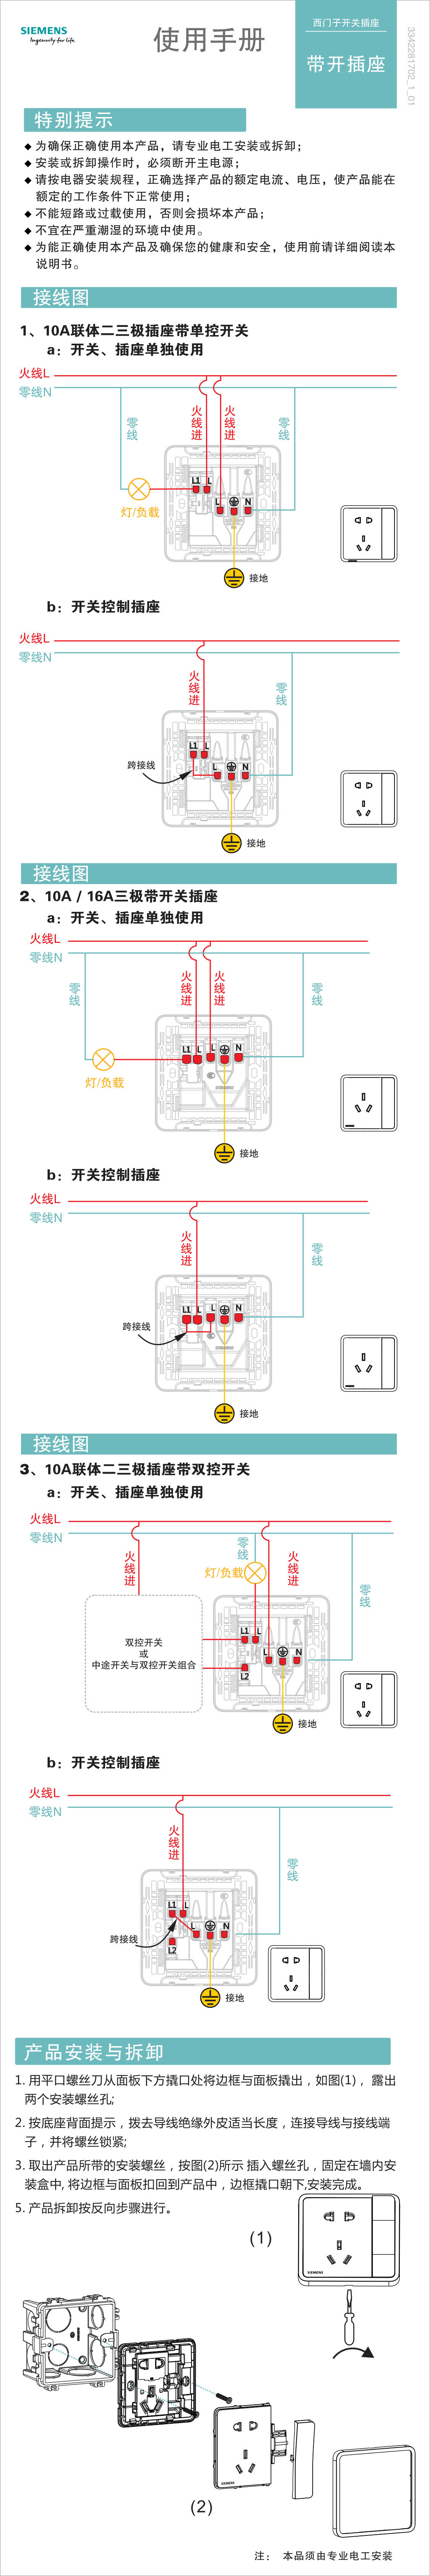 SIEMENS
Ingenuity for life
使用手册
西门子开关插座
带开插座
3342281702_1_01
特别提示
◆ 为确保正确使用本产品，请专业电工安装或拆卸；
◆ 安装或拆卸操作时，必须断开主电源；
◆ 请按电器安装规程，正确选择产品的额定电流、电压，使产品能在
额定的工作条件下正常使用；
◆ 不能短路或过载使用，否则会损坏本产品；
◆ 不宜在严重潮湿的环境中使用。
◆ 为能正确使用本产品及确保您的健康和安全，使用前请详细阅读本
说明书。
接线图
1、10A联体二三极插座带单控开关
a：开关、插座单独使用
火线L
零线N
零线
火线进
火线进
零线
L1 L
L N
灯/负载
接地
b：开关控制插座
火线L
零线N
火线进
零线
L1 L
跨接线
L N
接地
接线图
2、10A / 16A三极带开关插座
a：开关、插座单独使用
火线L
零线N
零线
火线进
火线进
零线
L1 L L N
灯/负载
接地
b：开关控制插座
火线L
零线N
火线进
零线
L1 L L N
跨接线
接地
接线图
3、10A联体二三极插座带双控开关
a：开关、插座单独使用
火线L
零线N
火线进
零线
火线进
灯/负载
零线
双控开关
或
中途开关与双控开关组合
L1 L
L N
L2
接地
b：开关控制插座
火线L
零线N
火线进
零线
L1 L
L N
跨接线
L2
接地
产品安装与拆卸
1. 用平口螺丝刀从面板下方撬口处将边框与面板撬出，如图(1)， 露出
两个安装螺丝孔;
2. 按底座背面提示，拨去导线绝缘外皮适当长度，连接导线与接线端
子，并将螺丝锁紧;
3. 取出产品所带的安装螺丝，按图(2)所示 插入螺丝孔，固定在墙内安
装盒中, 将边框与面板扣回到产品中，边框撬口朝下,安装完成。
5. 产品拆卸按反向步骤进行。
(1)
SIEMENS
SIEMENS
(2)
注： 本品须由专业电工安装